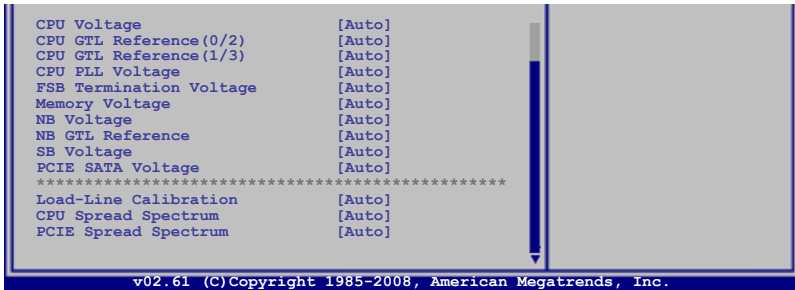 CPU Voltage [Auto]
CPU GTL Reference(0/2) [Auto]
CPU GTL Reference(1/3) [Auto]
CPU PLL Voltage [Auto]
FSB Termination Voltage [Auto]
Memory Voltage [Auto]
NB Voltage [Auto]
NB GTL Reference [Auto]
SB Voltage [Auto]
PCIE SATA Voltage [Auto]
*************************************************
Load-Line Calibration [Auto]
CPU Spread Spectrum [Auto]
PCIE Spread Spectrum [Auto]
v02.61 (C)Copyright 1985-2008, American Megatrends, Inc.